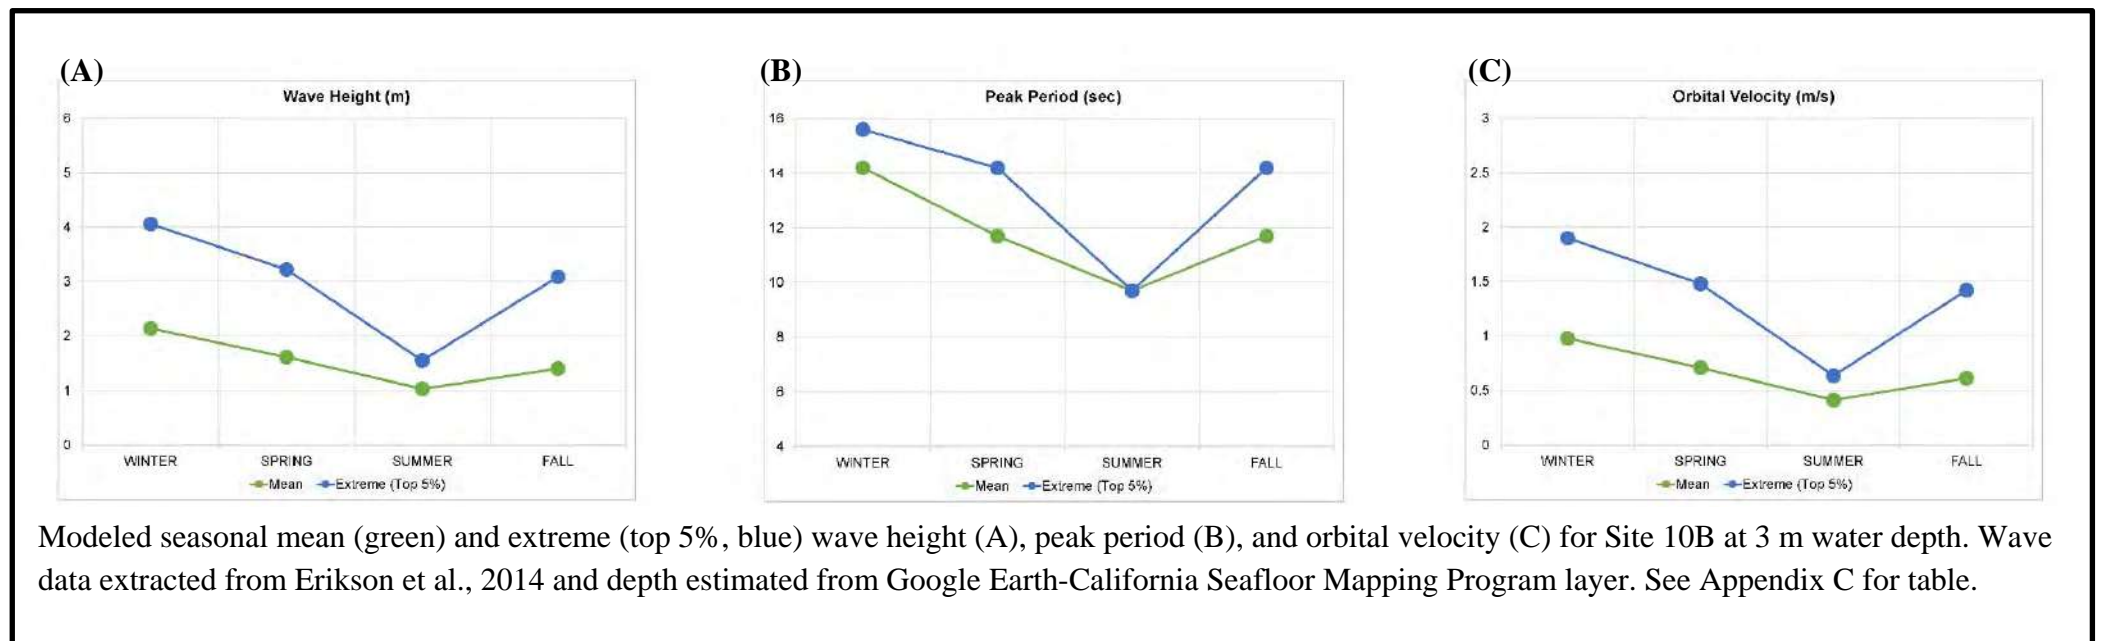 (A)
Wave Height (m)
6
5
4
3
2
1
0
WINTER SPRING SUMMER FALL
Mean Extreme (Top 5%)
(B)
Peak Period (sec)
16
14
12
10
8
6
4
WINTER SPRING SUMMER FALL
Mean Extreme (Top 5%)
(C)
Orbital Velocity (m/s)
3
2.5
2
1.5
1
0.5
0
WINTER SPRING SUMMER FALL
Mean Extreme (Top 5%)
Modeled seasonal mean (green) and extreme (top 5%, blue) wave height (A), peak period (B), and orbital velocity (C) for Site 10B at 3 m water depth. Wave
data extracted from Erikson et al., 2014 and depth estimated from Google Earth-California Seafloor Mapping Program layer. See Appendix C for table.